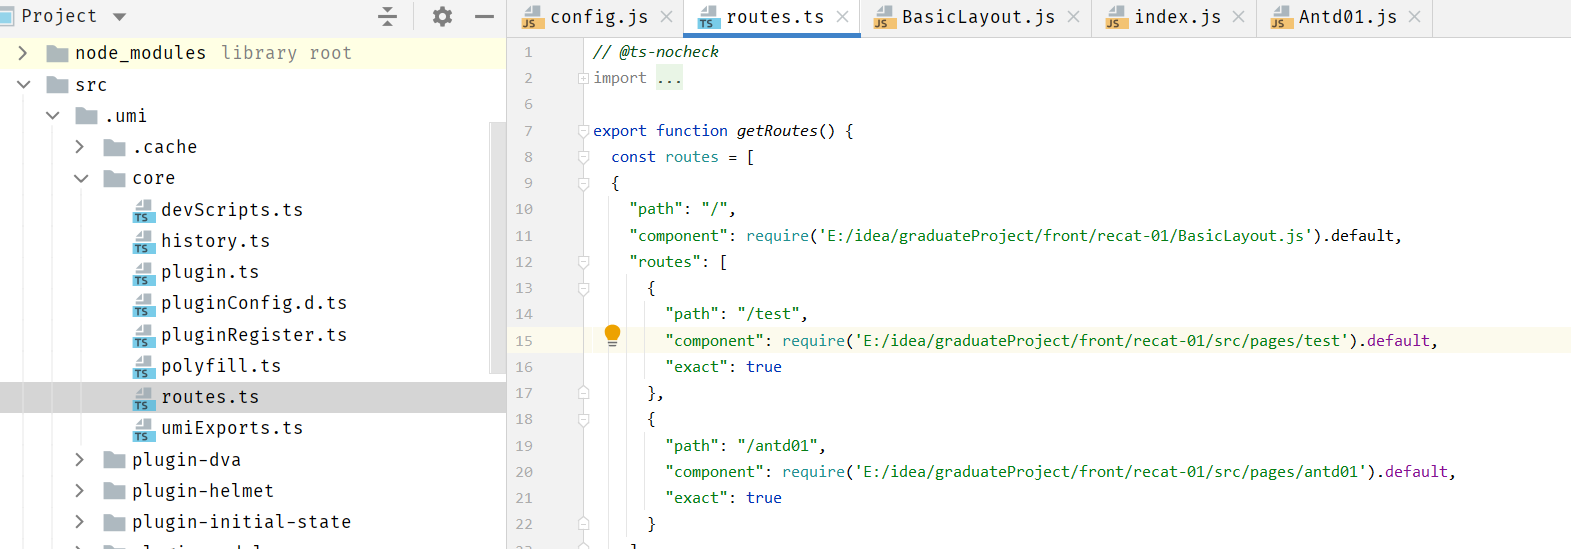 Project
node_modules library root
src
.umi
.cache
core
devScripts.ts
history.ts
plugin.ts
pluginConfig.d.ts
pluginRegister.ts
polyfill.ts
routes.ts
umiExports.ts
plugin-dva
plugin-helmet
plugin-initial-state
config.js routes.ts BasicLayout.js index.js Antd01.js
1 // @ts-nocheck
2 import ...
6
7 export function getRoutes() {
8 const routes = [
9 {
10 "path": "/",
11 "component": require('E:/idea/graduateProject/front/recat-01/BasicLayout.js').default,
12 "routes": [
13 {
14 "path": "/test",
15 "component": require('E:/idea/graduateProject/front/recat-01/src/pages/test').default,
16 "exact": true
17 },
18 {
19 "path": "/antd01",
20 "component": require('E:/idea/graduateProject/front/recat-01/src/pages/antd01').default,
21 "exact": true
22 }